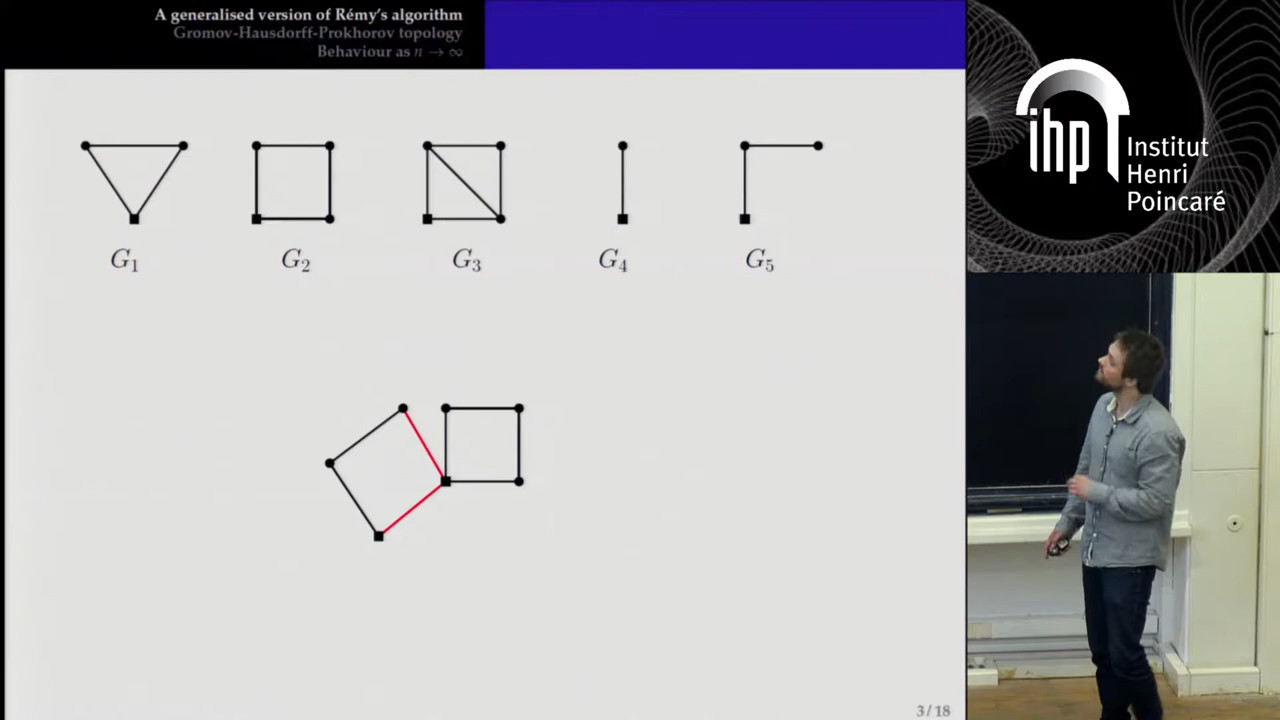 A generalised version of Rémy's algorithm
Gromov-Hausdorff-Prokhorov topology
Behaviour as n → ∞
G₁ G₂ G₃ G₄ G₅
3 / 18
ihp
Institut
Henri
Poincaré